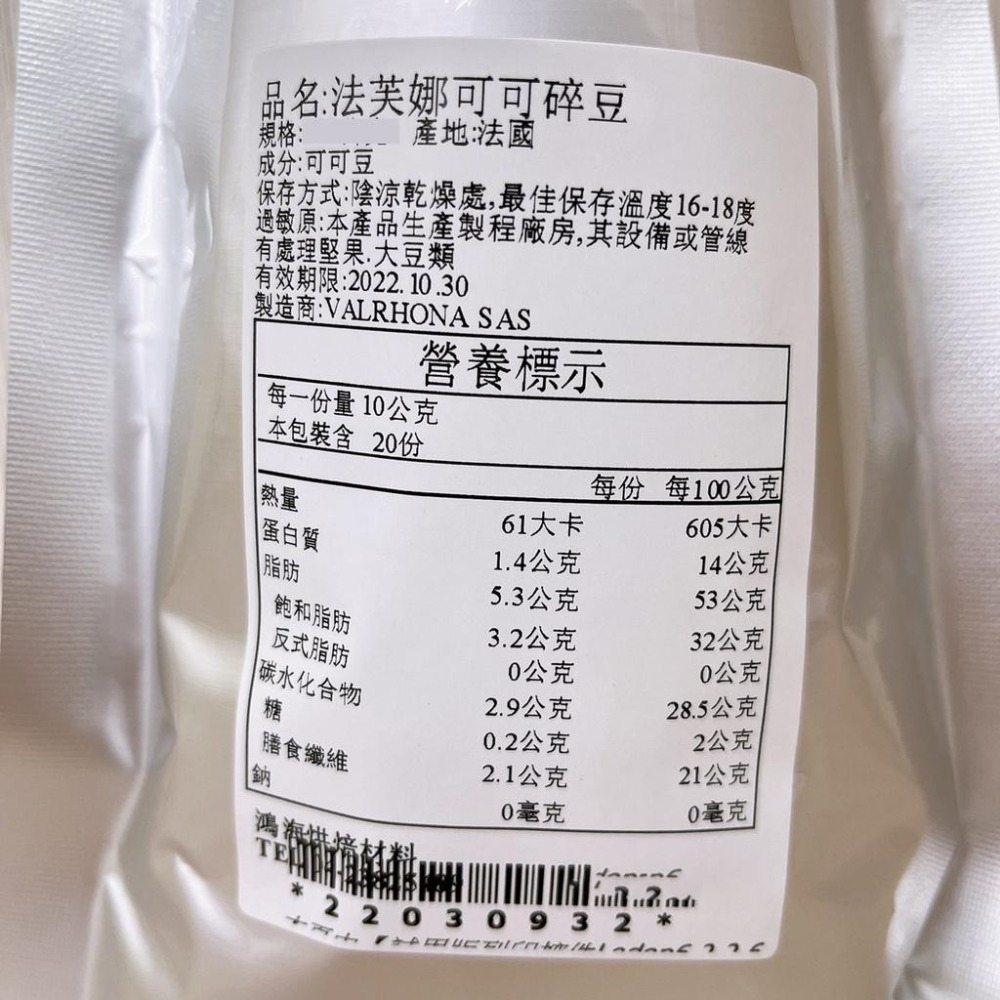 品名:法芙娜可可碎豆
規格: 產地:法國
成分:可可豆
保存方式:陰涼乾燥處,最佳保存溫度16-18度
過敏原:本產品生產製程廠房,其設備或管線
有處理堅果.大豆類
有效期限:2022.10.30
製造商:VALRHONA SAS
營養標示
每一份量 10公克
本包裝含 20份
每份 每100公克
熱量 61大卡 605大卡
蛋白質 1.4公克 14公克
脂肪 5.3公克 53公克
飽和脂肪 3.2公克 32公克
反式脂肪 0公克 0公克
碳水化合物 2.9公克 28.5公克
糖 0.2公克 2公克
膳食纖維 2.1公克 21公克
鈉 0毫克 0毫克
鴻海烘焙材料
*22030932*